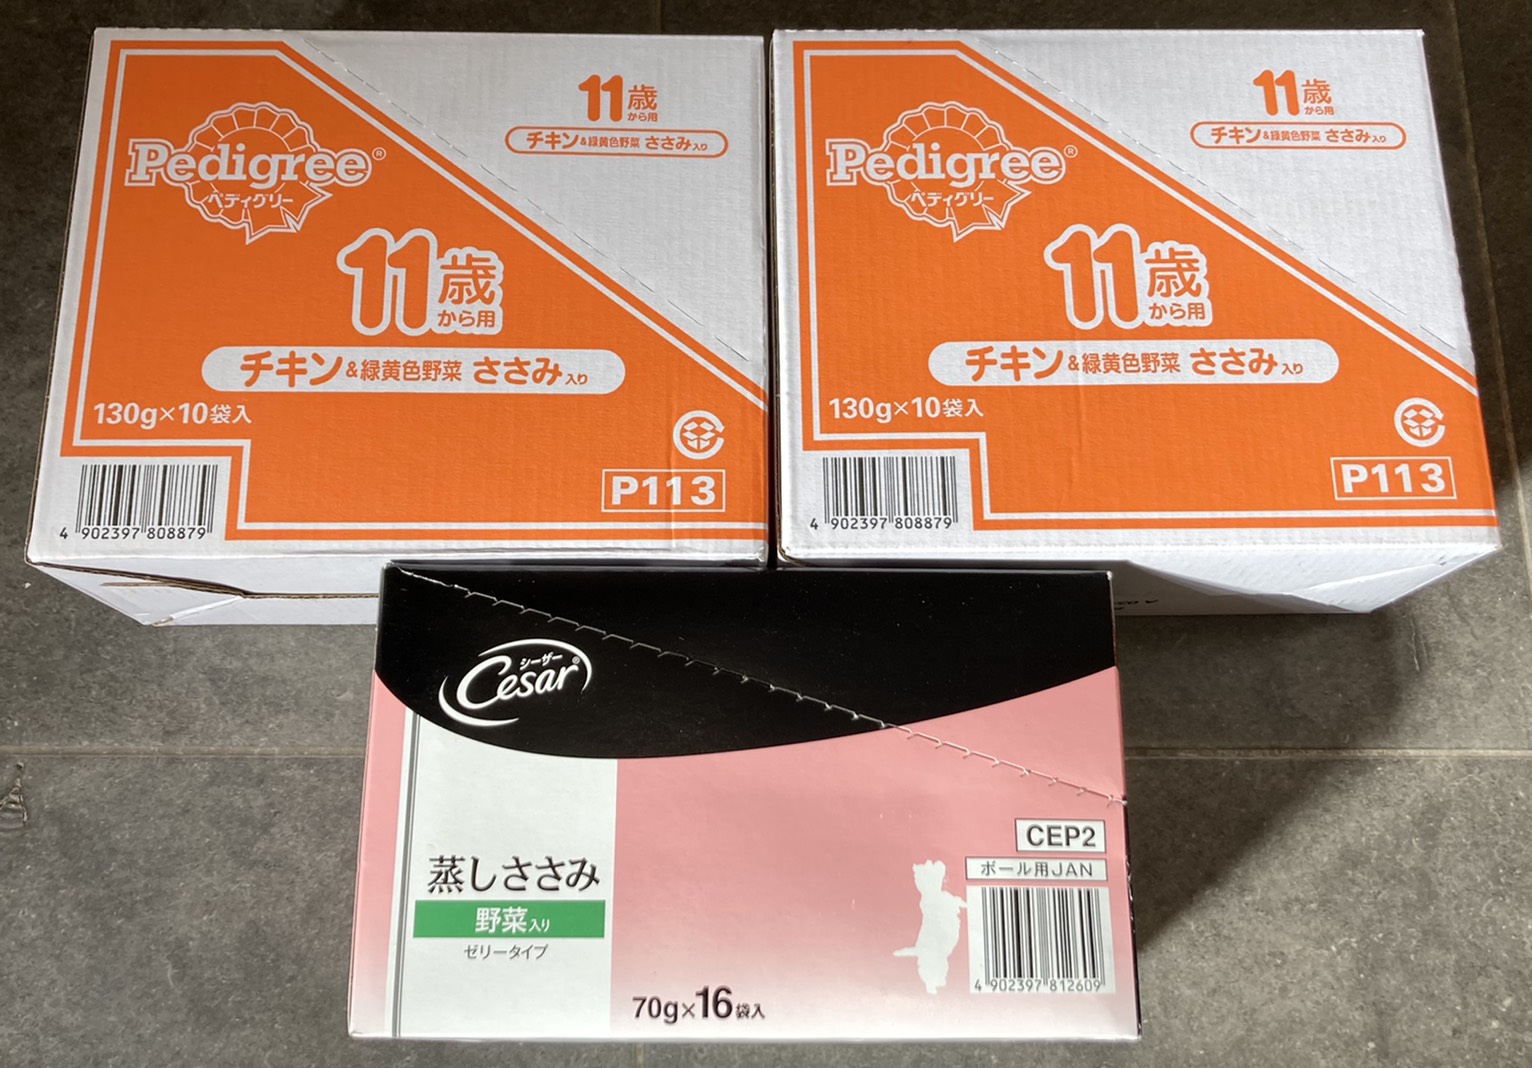 11歳
から用
チキン&緑黄色野菜 ささみ入り
Pedigree®
ペディグリー
11歳
から用
チキン&緑黄色野菜 ささみ入り
130g×10袋入
P113
4 902397 808879
11歳
から用
チキン&緑黄色野菜 ささみ入り
Pedigree®
ペディグリー
11歳
から用
チキン&緑黄色野菜 ささみ入り
130g×10袋入
P113
4 902397 808879
シーザー
Cesar®
蒸しささみ
野菜入り
ゼリータイプ
70g×16袋入
CEP2
ボール用JAN
4 902397 812609